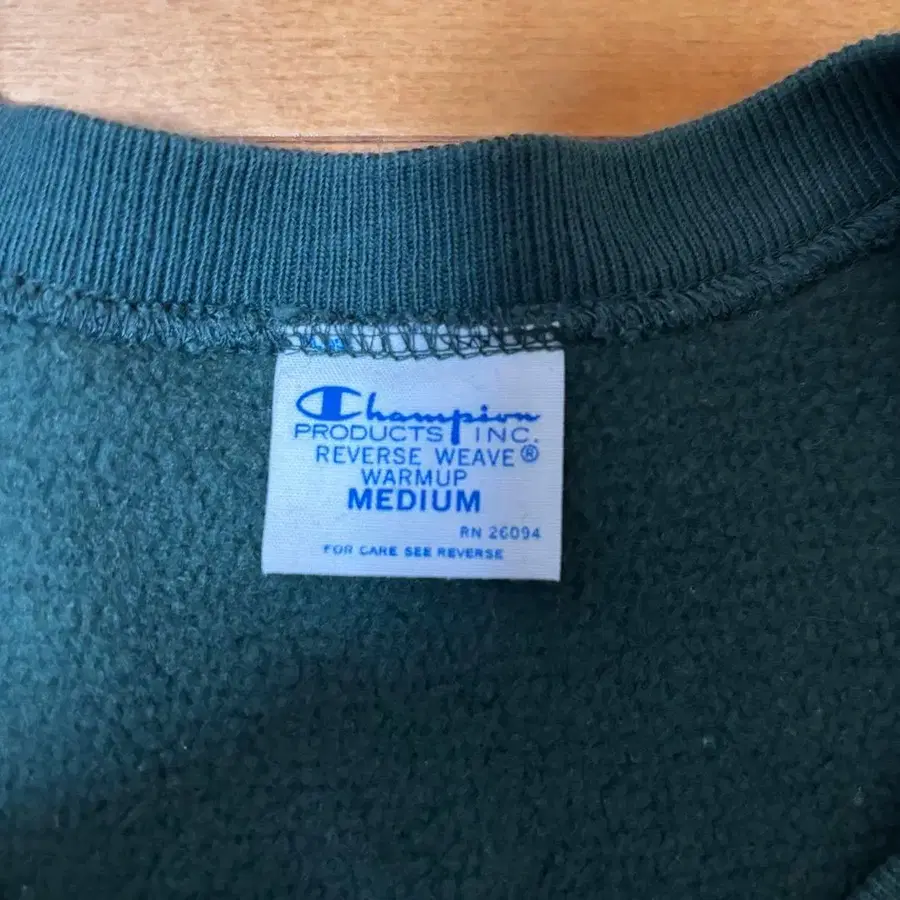 Champion
PRODUCTS INC.
REVERSE WEAVE®
WARMUP
MEDIUM
RN 26094
FOR CARE SEE REVERSE